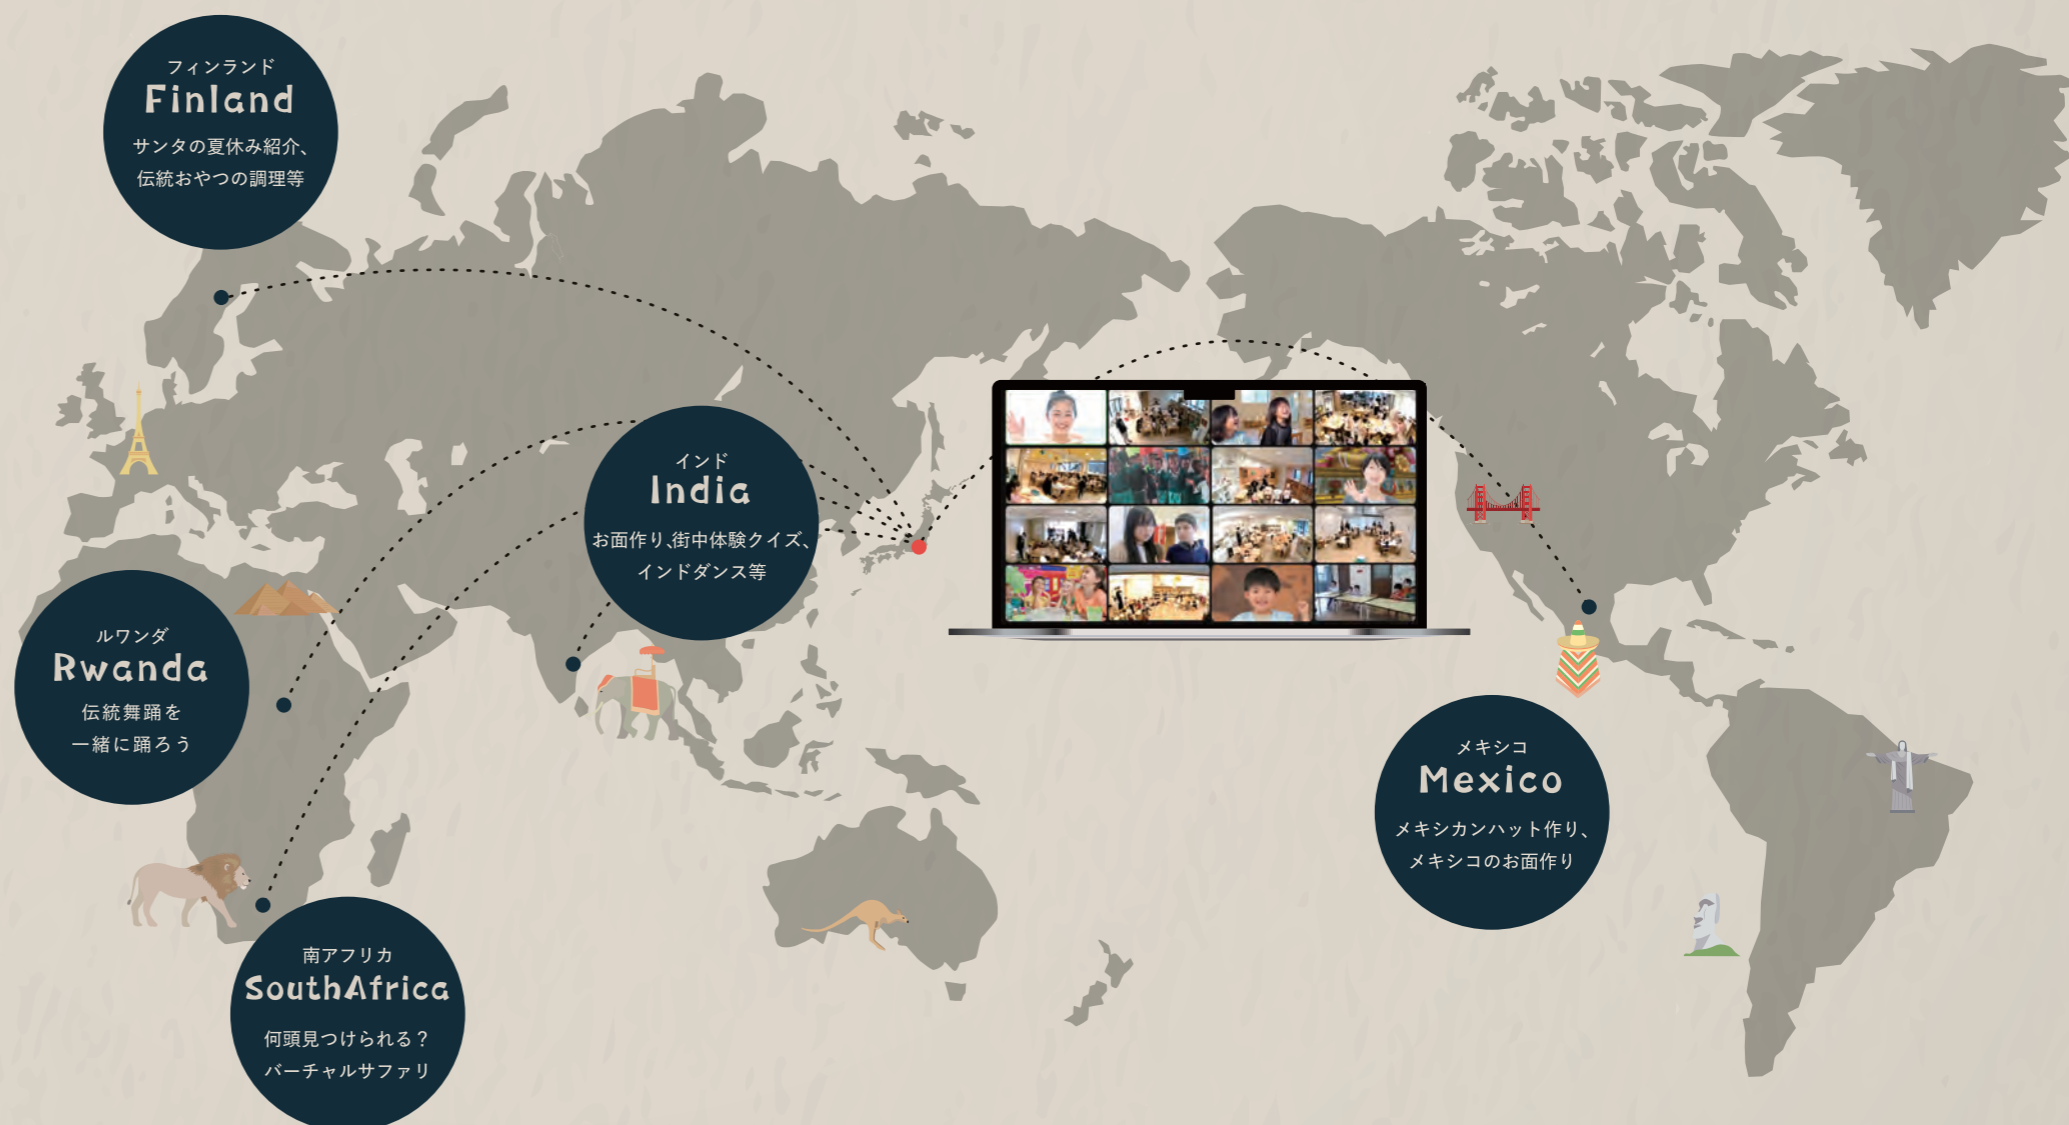 フィンランド
Finland
サンタの夏休み紹介、
伝統おやつの調理等
インド
India
お面作り、街中体験クイズ、
インドダンス等
ルワンダ
Rwanda
伝統舞踊を
一緒に踊ろう
メキシコ
Mexico
メキシカンハット作り、
メキシコのお面作り
南アフリカ
SouthAfrica
何頭見つけられる？
バーチャルサファリ